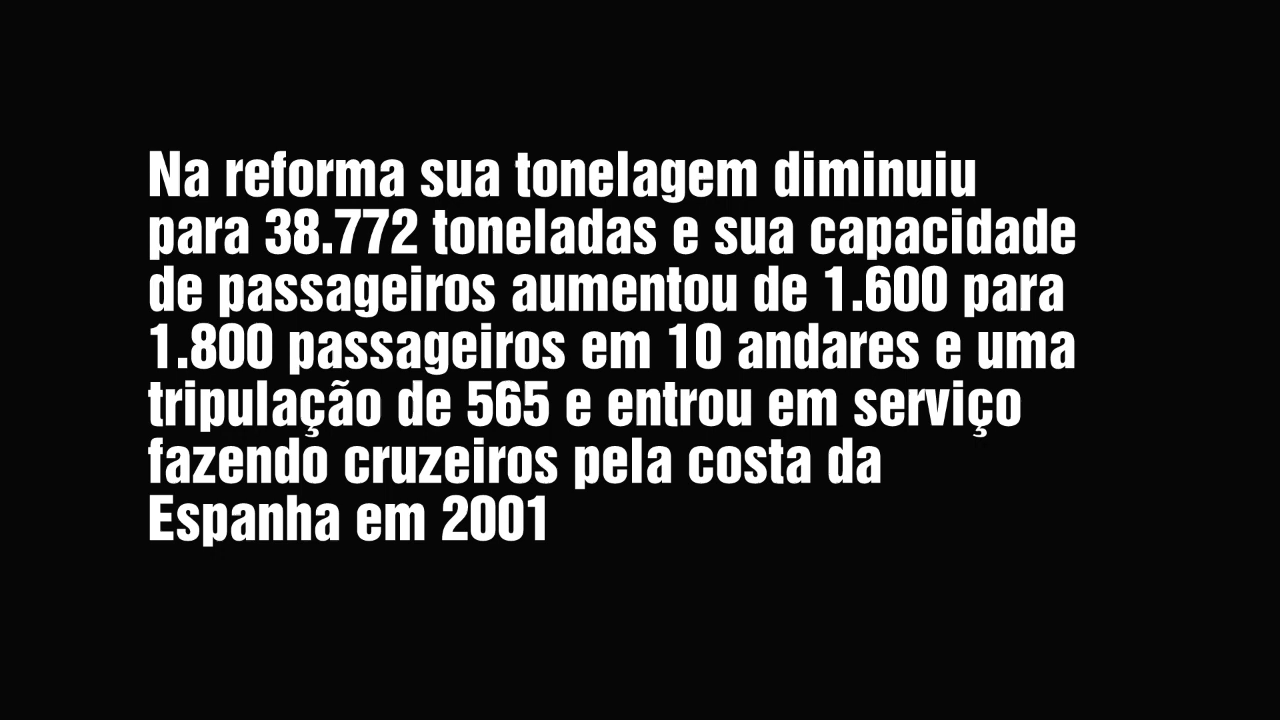 Na reforma sua tonelagem diminuiu
para 38.772 toneladas e sua capacidade
de passageiros aumentou de 1.600 para
1.800 passageiros em 10 andares e uma
tripulação de 565 e entrou em serviço
fazendo cruzeiros pela costa da
Espanha em 2001